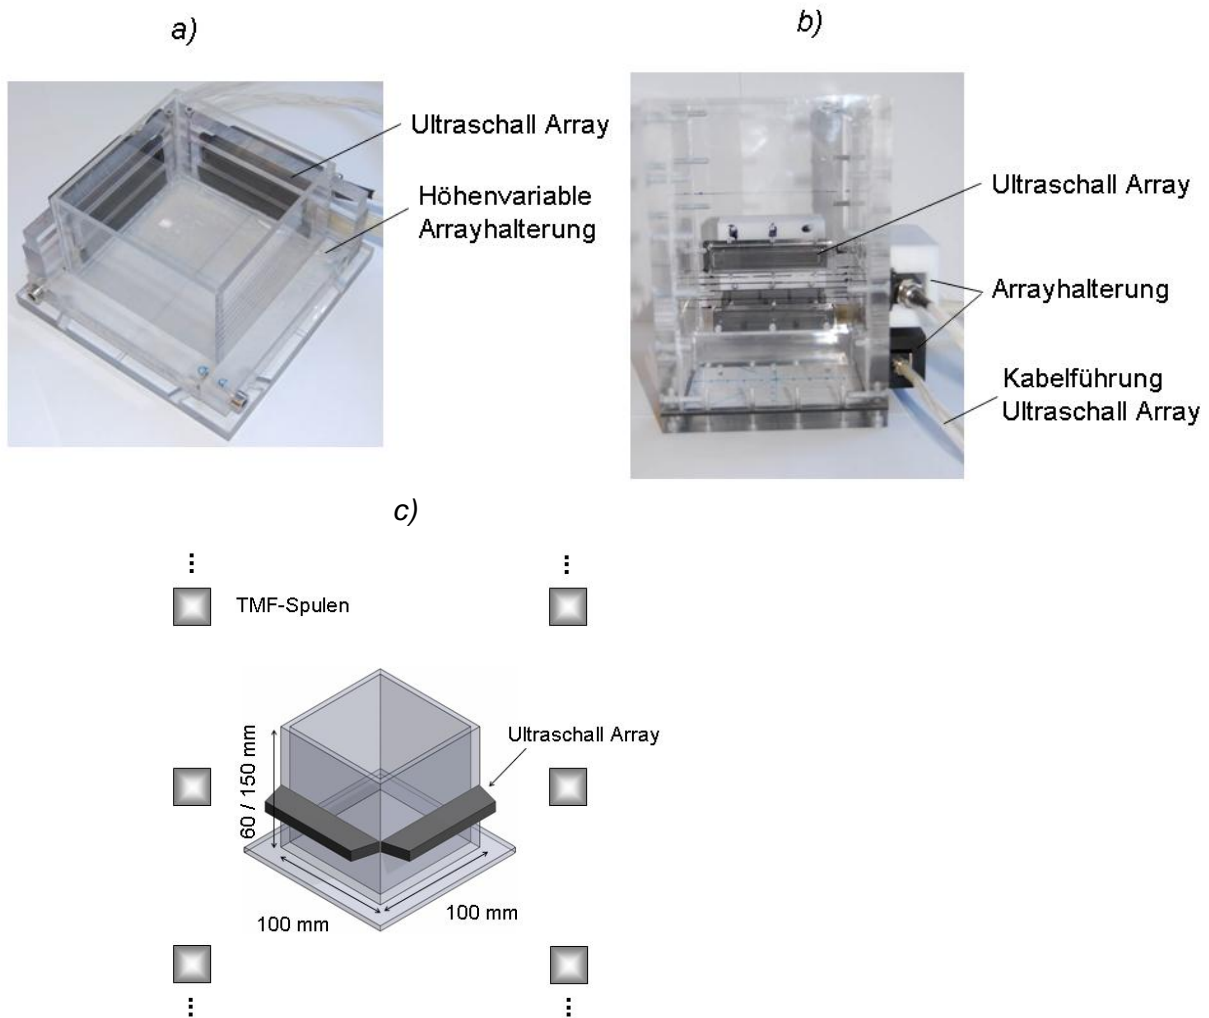 a)
Ultraschall Array
Höhenvariable
Arrayhalterung
b)
Ultraschall Array
Arrayhalterung
Kabelführung
Ultraschall Array
c)
TMF-Spulen
Ultraschall Array
60 / 150 mm
100 mm
100 mm